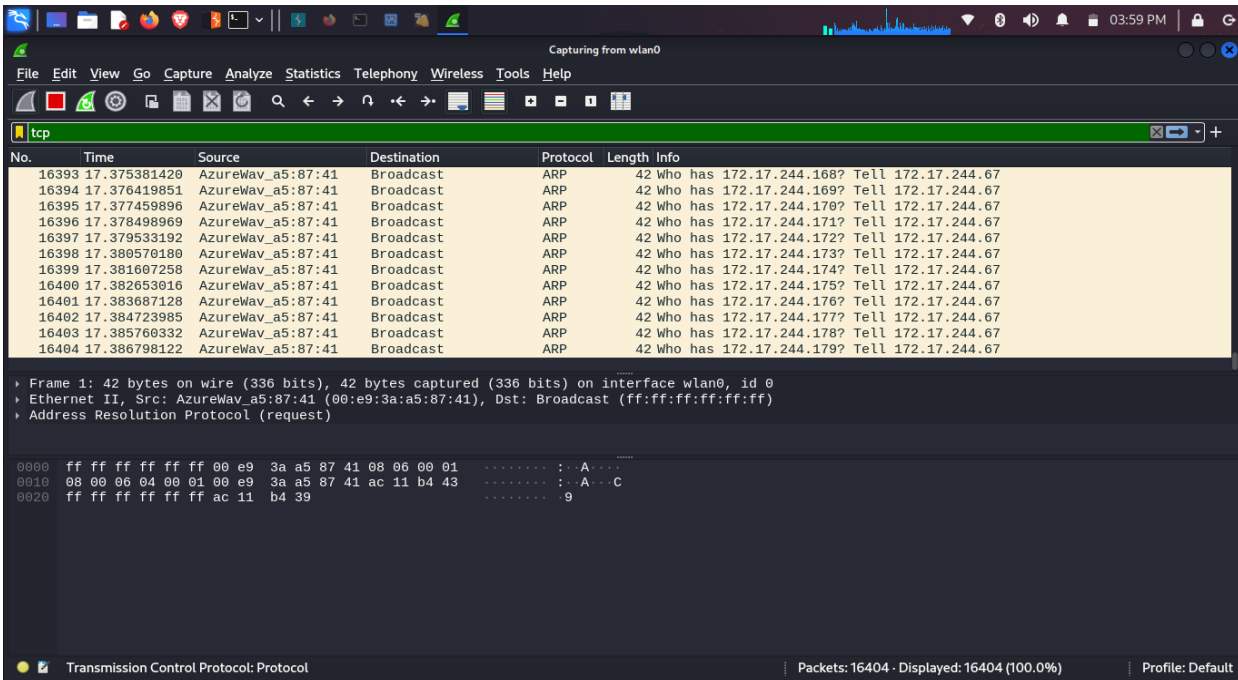 03:59 PM
Capturing from wlan0
File Edit View Go Capture Analyze Statistics Telephony Wireless Tools Help
tcp
No. Time Source Destination Protocol Length Info
16393 17.375381420 AzureWav_a5:87:41 Broadcast ARP 42 Who has 172.17.244.168? Tell 172.17.244.67
16394 17.376419851 AzureWav_a5:87:41 Broadcast ARP 42 Who has 172.17.244.169? Tell 172.17.244.67
16395 17.377459896 AzureWav_a5:87:41 Broadcast ARP 42 Who has 172.17.244.170? Tell 172.17.244.67
16396 17.378498969 AzureWav_a5:87:41 Broadcast ARP 42 Who has 172.17.244.171? Tell 172.17.244.67
16397 17.379533192 AzureWav_a5:87:41 Broadcast ARP 42 Who has 172.17.244.172? Tell 172.17.244.67
16398 17.380570180 AzureWav_a5:87:41 Broadcast ARP 42 Who has 172.17.244.173? Tell 172.17.244.67
16399 17.381607258 AzureWav_a5:87:41 Broadcast ARP 42 Who has 172.17.244.174? Tell 172.17.244.67
16400 17.382653016 AzureWav_a5:87:41 Broadcast ARP 42 Who has 172.17.244.175? Tell 172.17.244.67
16401 17.383687128 AzureWav_a5:87:41 Broadcast ARP 42 Who has 172.17.244.176? Tell 172.17.244.67
16402 17.384723985 AzureWav_a5:87:41 Broadcast ARP 42 Who has 172.17.244.177? Tell 172.17.244.67
16403 17.385760332 AzureWav_a5:87:41 Broadcast ARP 42 Who has 172.17.244.178? Tell 172.17.244.67
16404 17.386798122 AzureWav_a5:87:41 Broadcast ARP 42 Who has 172.17.244.179? Tell 172.17.244.67
Frame 1: 42 bytes on wire (336 bits), 42 bytes captured (336 bits) on interface wlan0, id 0
Ethernet II, Src: AzureWav_a5:87:41 (00:e9:3a:a5:87:41), Dst: Broadcast (ff:ff:ff:ff:ff:ff)
Address Resolution Protocol (request)
0000 ff ff ff ff ff ff 00 e9 3a a5 87 41 08 06 00 01 ········ :··A····
0010 08 00 06 04 00 01 00 e9 3a a5 87 41 ac 11 b4 43 ········ :··A···C
0020 ff ff ff ff ff ff ac 11 b4 39 ········ ·9
Transmission Control Protocol: Protocol Packets: 16404 · Displayed: 16404 (100.0%) Profile: Default